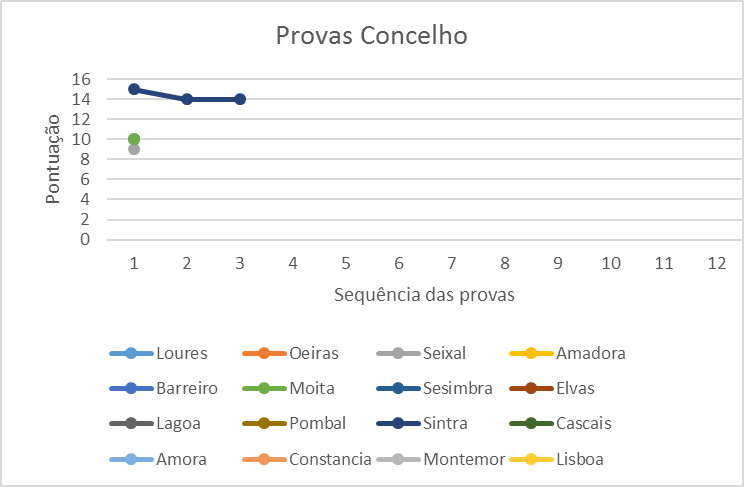 Provas Concelho
16
14
12
10
8
6
4
2
0
Pontuação
1 2 3 4 5 6 7 8 9 10 11 12
Sequência das provas
Loures Oeiras Seixal Amadora
Barreiro Moita Sesimbra Elvas
Lagoa Pombal Sintra Cascais
Amora Constancia Montemor Lisboa